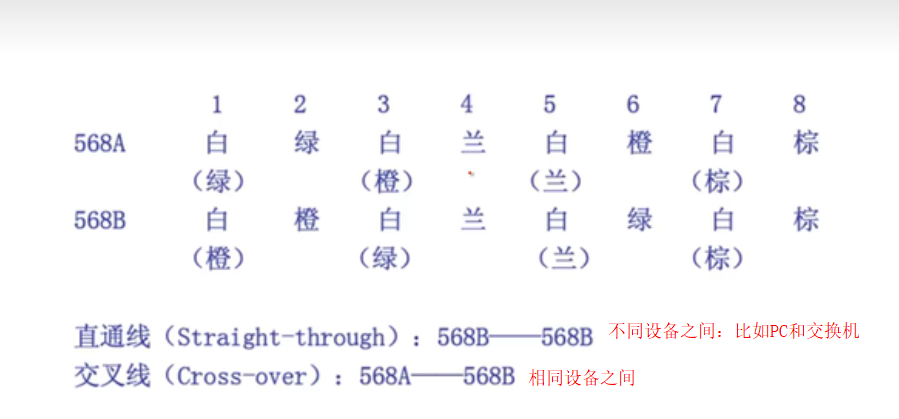 1 2 3 4 5 6 7 8
568A 白 绿 白 兰 白 橙 白 棕
（绿） （橙） （兰） （棕）
568B 白 橙 白 兰 白 绿 白 棕
（橙） （绿） （兰） （棕）
直通线（Straight-through）：568B——568B 不同设备之间：比如PC和交换机
交叉线（Cross-over）：568A——568B 相同设备之间